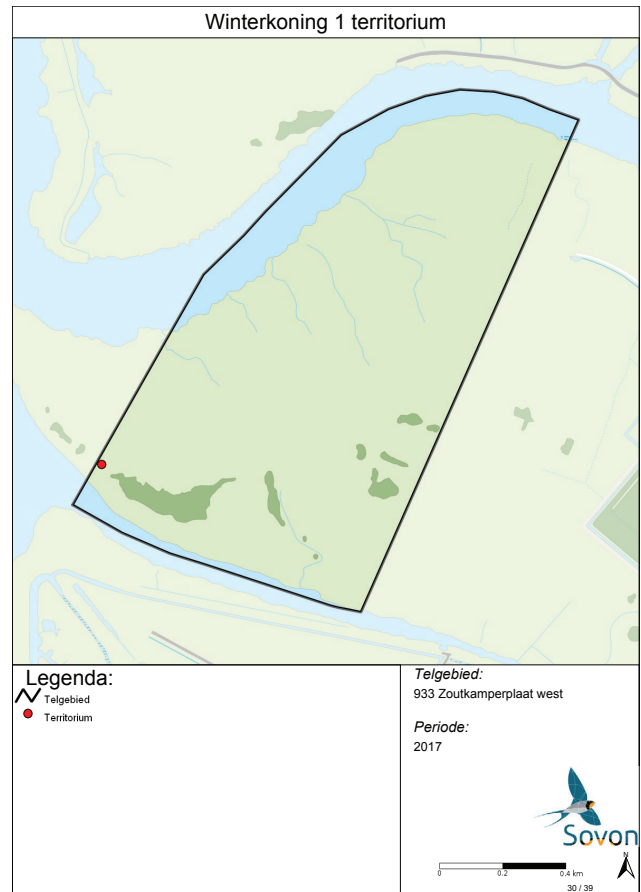 Winterkoning 1 territorium
Legenda:
Telgebied
Territorium
Telgebied:
933 Zoutkamperplaat west
Periode:
2017
Sovon
N
0 0.2 0.4 km
30 / 39